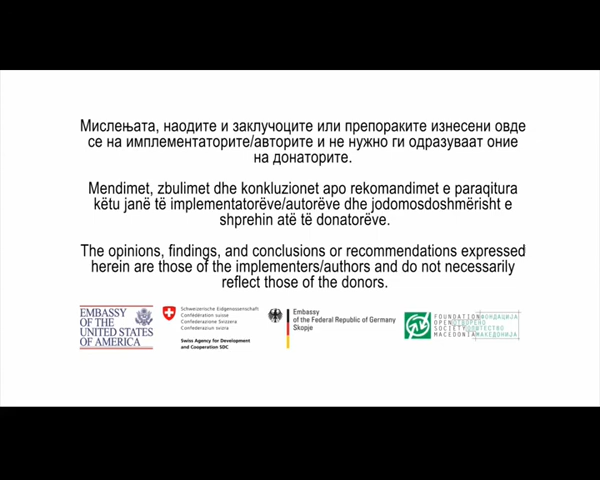 Мислењата, наодите и заклучоците или препораките изнесени овде
се на имплементаторите/авторите и не нужно ги одразуваат оние
на донаторите.
Mendimet, zbulimet dhe konkluzionet apo rekomandimet e paraqitura
këtu janë të implementatorëve/autorëve dhe jodomosdoshmërisht e
shprehin atë të donatorëve.
The opinions, findings, and conclusions or recommendations expressed
herein are those of the implementers/authors and do not necessarily
reflect those of the donors.
EMBASSY
OF THE
UNITED STATES
OF AMERICA
Schweizerische Eidgenossenschaft
Confédération suisse
Confederazione Svizzera
Confederaziun svizra
Swiss Agency for Development
and Cooperation SDC
Embassy
of the Federal Republic of Germany
Skopje
FOUNDATION ФОНДАЦИЈА
OPEN ОТВОРЕНО
SOCIETY ОПШТЕСТВО
MACEDONIA МАКЕДОНИЈА